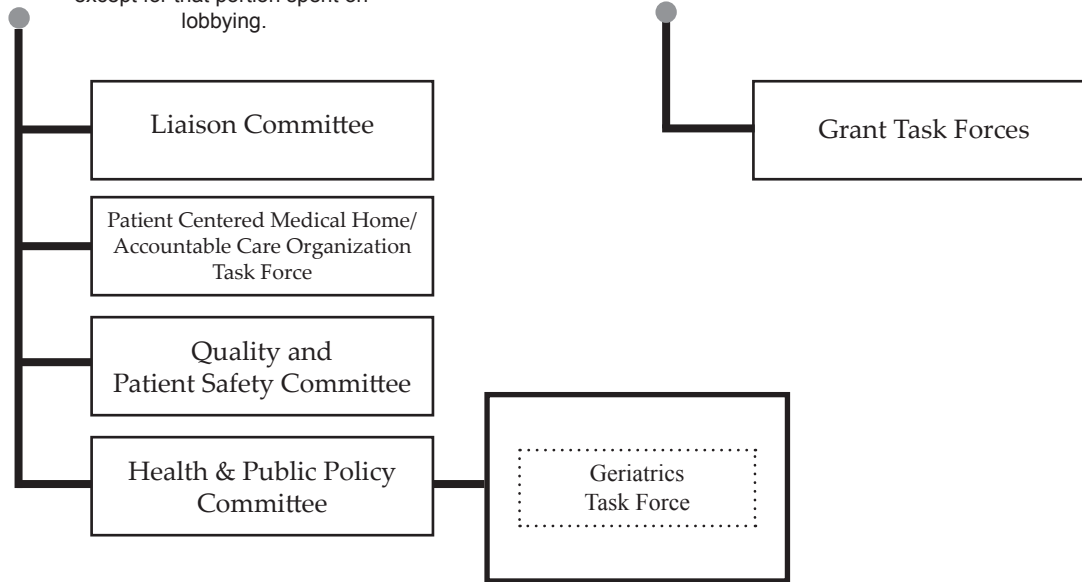 except for that portion spent on
lobbying.
Liaison Committee
Grant Task Forces
Patient Centered Medical Home/
Accountable Care Organization
Task Force
Quality and
Patient Safety Committee
Health & Public Policy
Committee
Geriatrics
Task Force